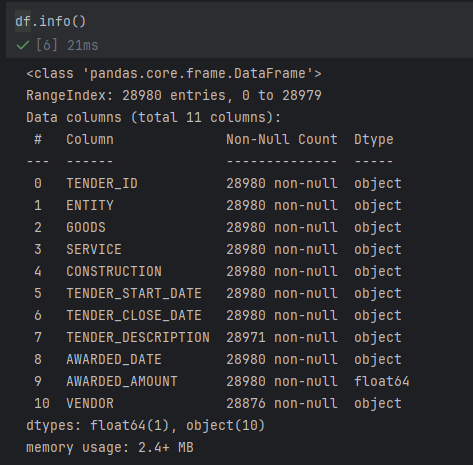 df.info()
[6] 21ms
<class 'pandas.core.frame.DataFrame'>
RangeIndex: 28980 entries, 0 to 28979
Data columns (total 11 columns):
 #   Column              Non-Null Count  Dtype
---  ------              --------------  -----
 0   TENDER_ID           28980 non-null  object
 1   ENTITY              28980 non-null  object
 2   GOODS               28980 non-null  object
 3   SERVICE             28980 non-null  object
 4   CONSTRUCTION        28980 non-null  object
 5   TENDER_START_DATE   28980 non-null  object
 6   TENDER_CLOSE_DATE   28980 non-null  object
 7   TENDER_DESCRIPTION  28971 non-null  object
 8   AWARDED_DATE        28980 non-null  object
 9   AWARDED_AMOUNT      28980 non-null  float64
 10  VENDOR              28876 non-null  object
dtypes: float64(1), object(10)
memory usage: 2.4+ MB